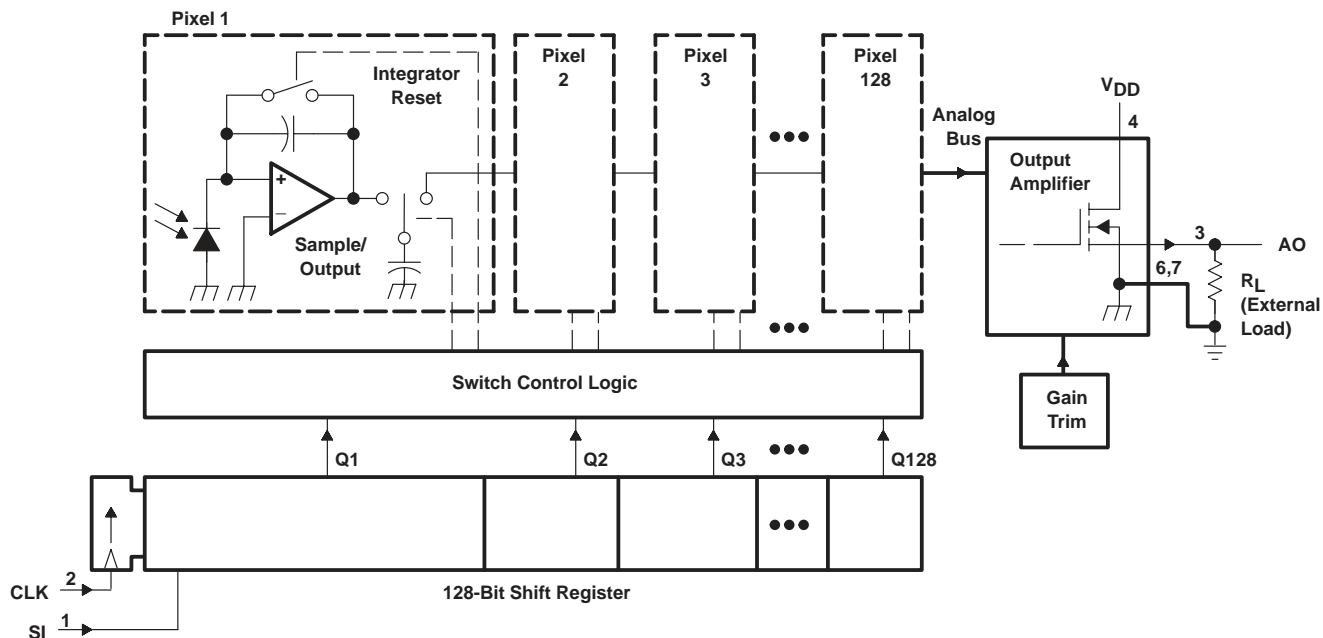 Pixel 1
Integrator
Reset
+
−
Sample/
Output
Pixel
2
Pixel
3
Pixel
128
Analog
Bus
VDD
4
Output
Amplifier
3
AO
6,7
RL
(External
Load)
Gain
Trim
Switch Control Logic
Q1
Q2
Q3
Q128
CLK
2
SI
1
128-Bit Shift Register